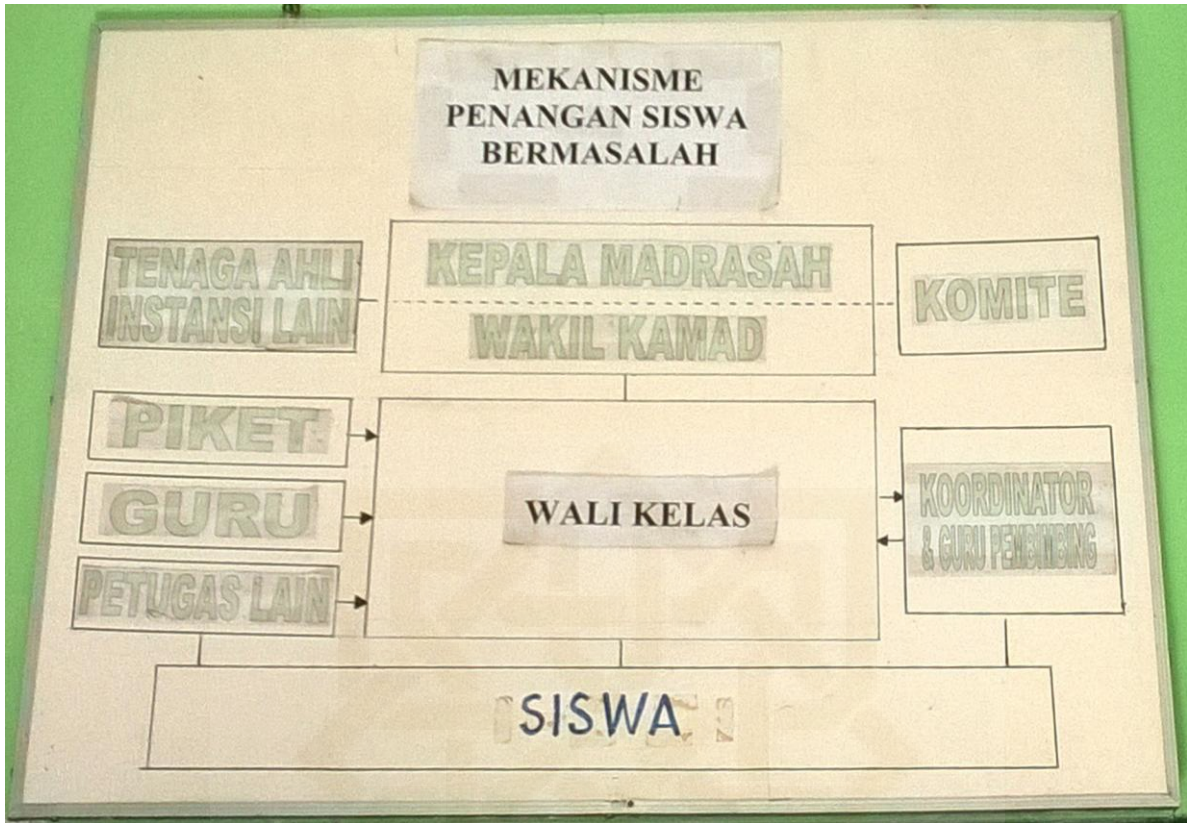 MEKANISME
PENANGAN SISWA
BERMASALAH
TENAGA AHLI
INSTANSI LAIN
KEPALA MADRASAH
WAKIL KAMAD
KOMITE
PIKET
GURU
PETUGAS LAIN
WALI KELAS
KOORDINATOR
& GURU PEMBIMBING
SISWA